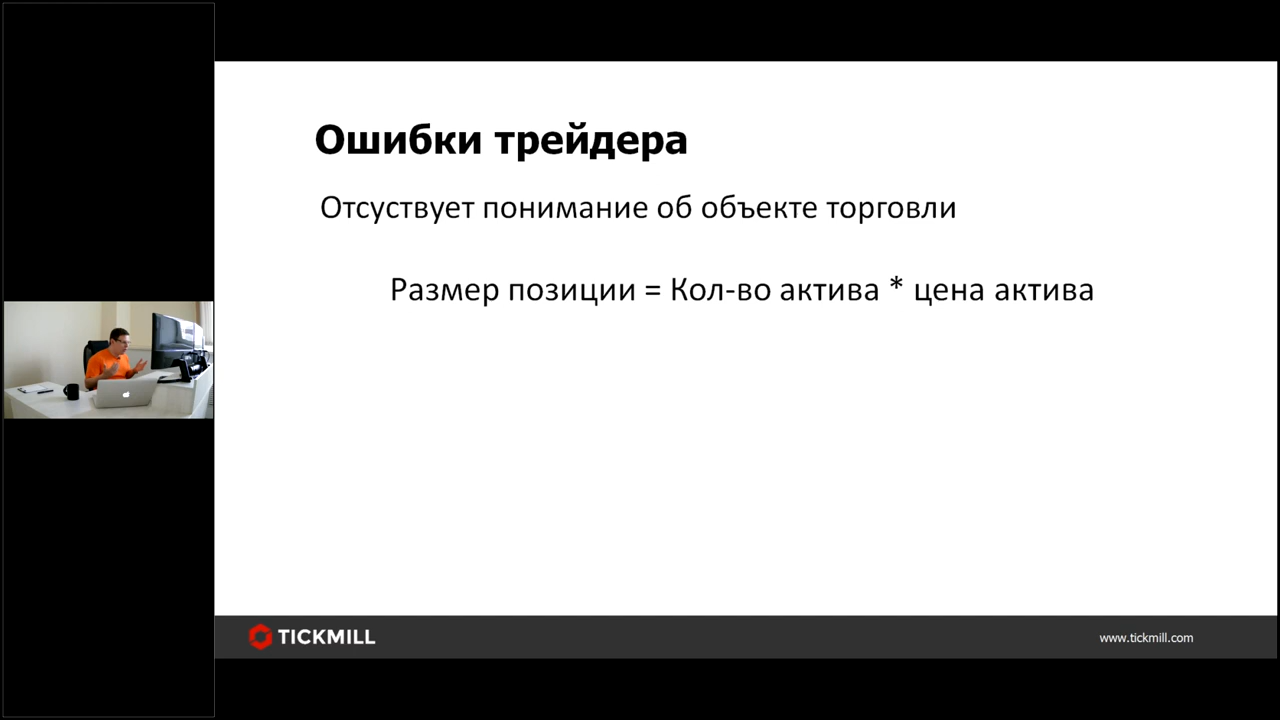 Ошибки трейдера
Отсуствует понимание об объекте торговли
Размер позиции = Кол-во актива * цена актива
TICKMILL
www.tickmill.com